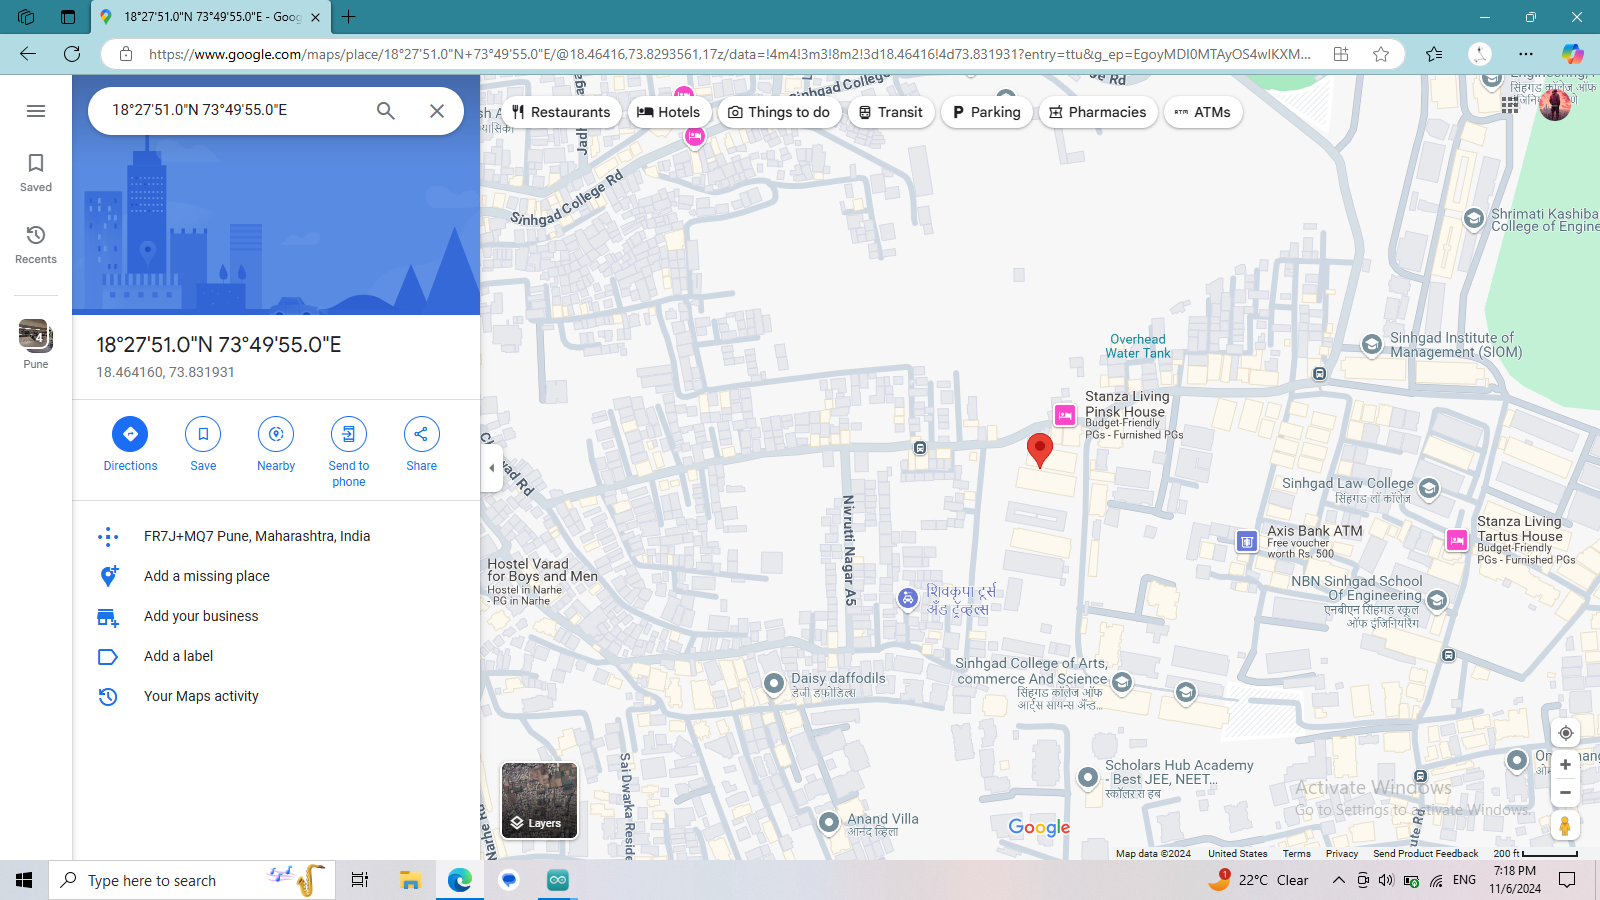 18°27'51.0"N 73°49'55.0"E - Goog
https://www.google.com/maps/place/18°27'51.0"N+73°49'55.0"E/@18.46416,73.8293561,17z/data=!4m4!3m3!8m2!3d18.46416!4d73.831931?entry=ttu&g_ep=EgoyMDI0MTAyOS4wIKXM...
18°27'51.0"N 73°49'55.0"E
Restaurants
Hotels
Things to do
Transit
Parking
Pharmacies
ATMs
Saved
Recents
4
Pune
18°27'51.0"N 73°49'55.0"E
18.464160, 73.831931
Directions
Save
Nearby
Send to
phone
Share
FR7J+MQ7 Pune, Maharashtra, India
Add a missing place
Add your business
Add a label
Your Maps activity
Sinhgad College Rd
Shrimati Kashiba
College of Engine
Overhead
Water Tank
Sinhgad Institute of
Management (SIOM)
Stanza Living
Pinsk House
Budget-Friendly
PGs - Furnished PGs
Sinhgad Law College
सिंहगड लॉ कॉलेज
Axis Bank ATM
Free voucher
worth Rs. 500
Stanza Living
Tartus House
Budget-Friendly
PGs - Furnished PGs
Nivrutti Nagar A5
Hostel Varad
for Boys and Men
Hostel in Narhe
- PG in Narhe
शिवकृपा टूर्स
अँड ट्रॅव्हल्स
NBN Sinhgad School
Of Engineering
एनबीएन सिंहगड स्कूल
ऑफ इंजिनियरिंग
Sinhgad College of Arts,
commerce And Science
सिंहगड कॉलेज ऑफ
आर्ट्स सायन्स अँन्ड...
Daisy daffodils
डेजी डफोडिल्स
Sai Dwarka Reside
Narhe Rd
Scholars Hub Academy
- Best JEE, NEET...
स्कॉलर्स हब
Anand Villa
आनंद व्हिला
Layers
Google
Activate Windows
Go to Settings to activate Windows.
Map data ©2024
United States
Terms
Privacy
Send Product Feedback
200 ft
Type here to search
1
22°C Clear
ENG
7:18 PM
11/6/2024